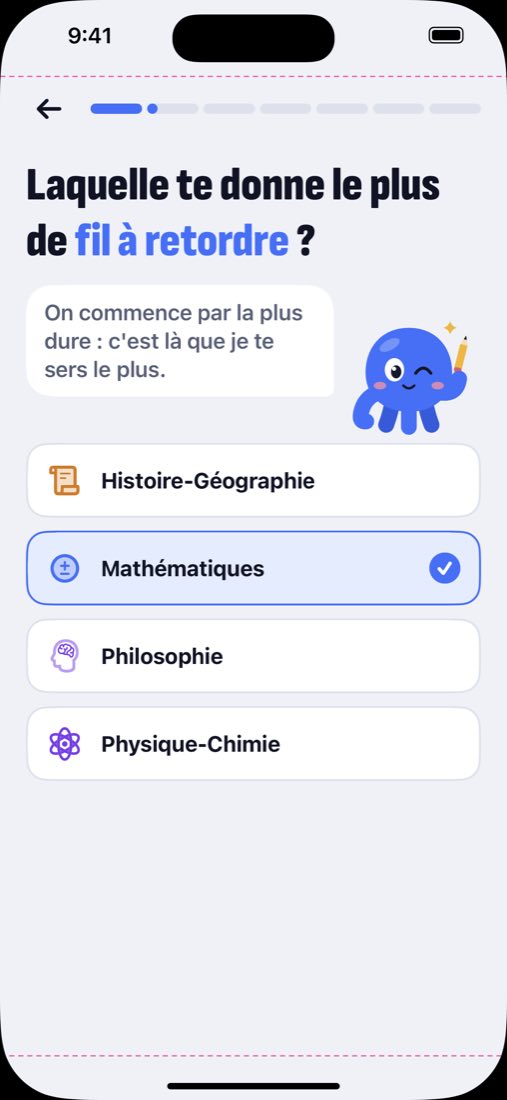 9:41
Laquelle te donne le plus
de fil à retordre ?
On commence par la plus
dure : c'est là que je te
sers le plus.
Histoire-Géographie
Mathématiques
Philosophie
Physique-Chimie